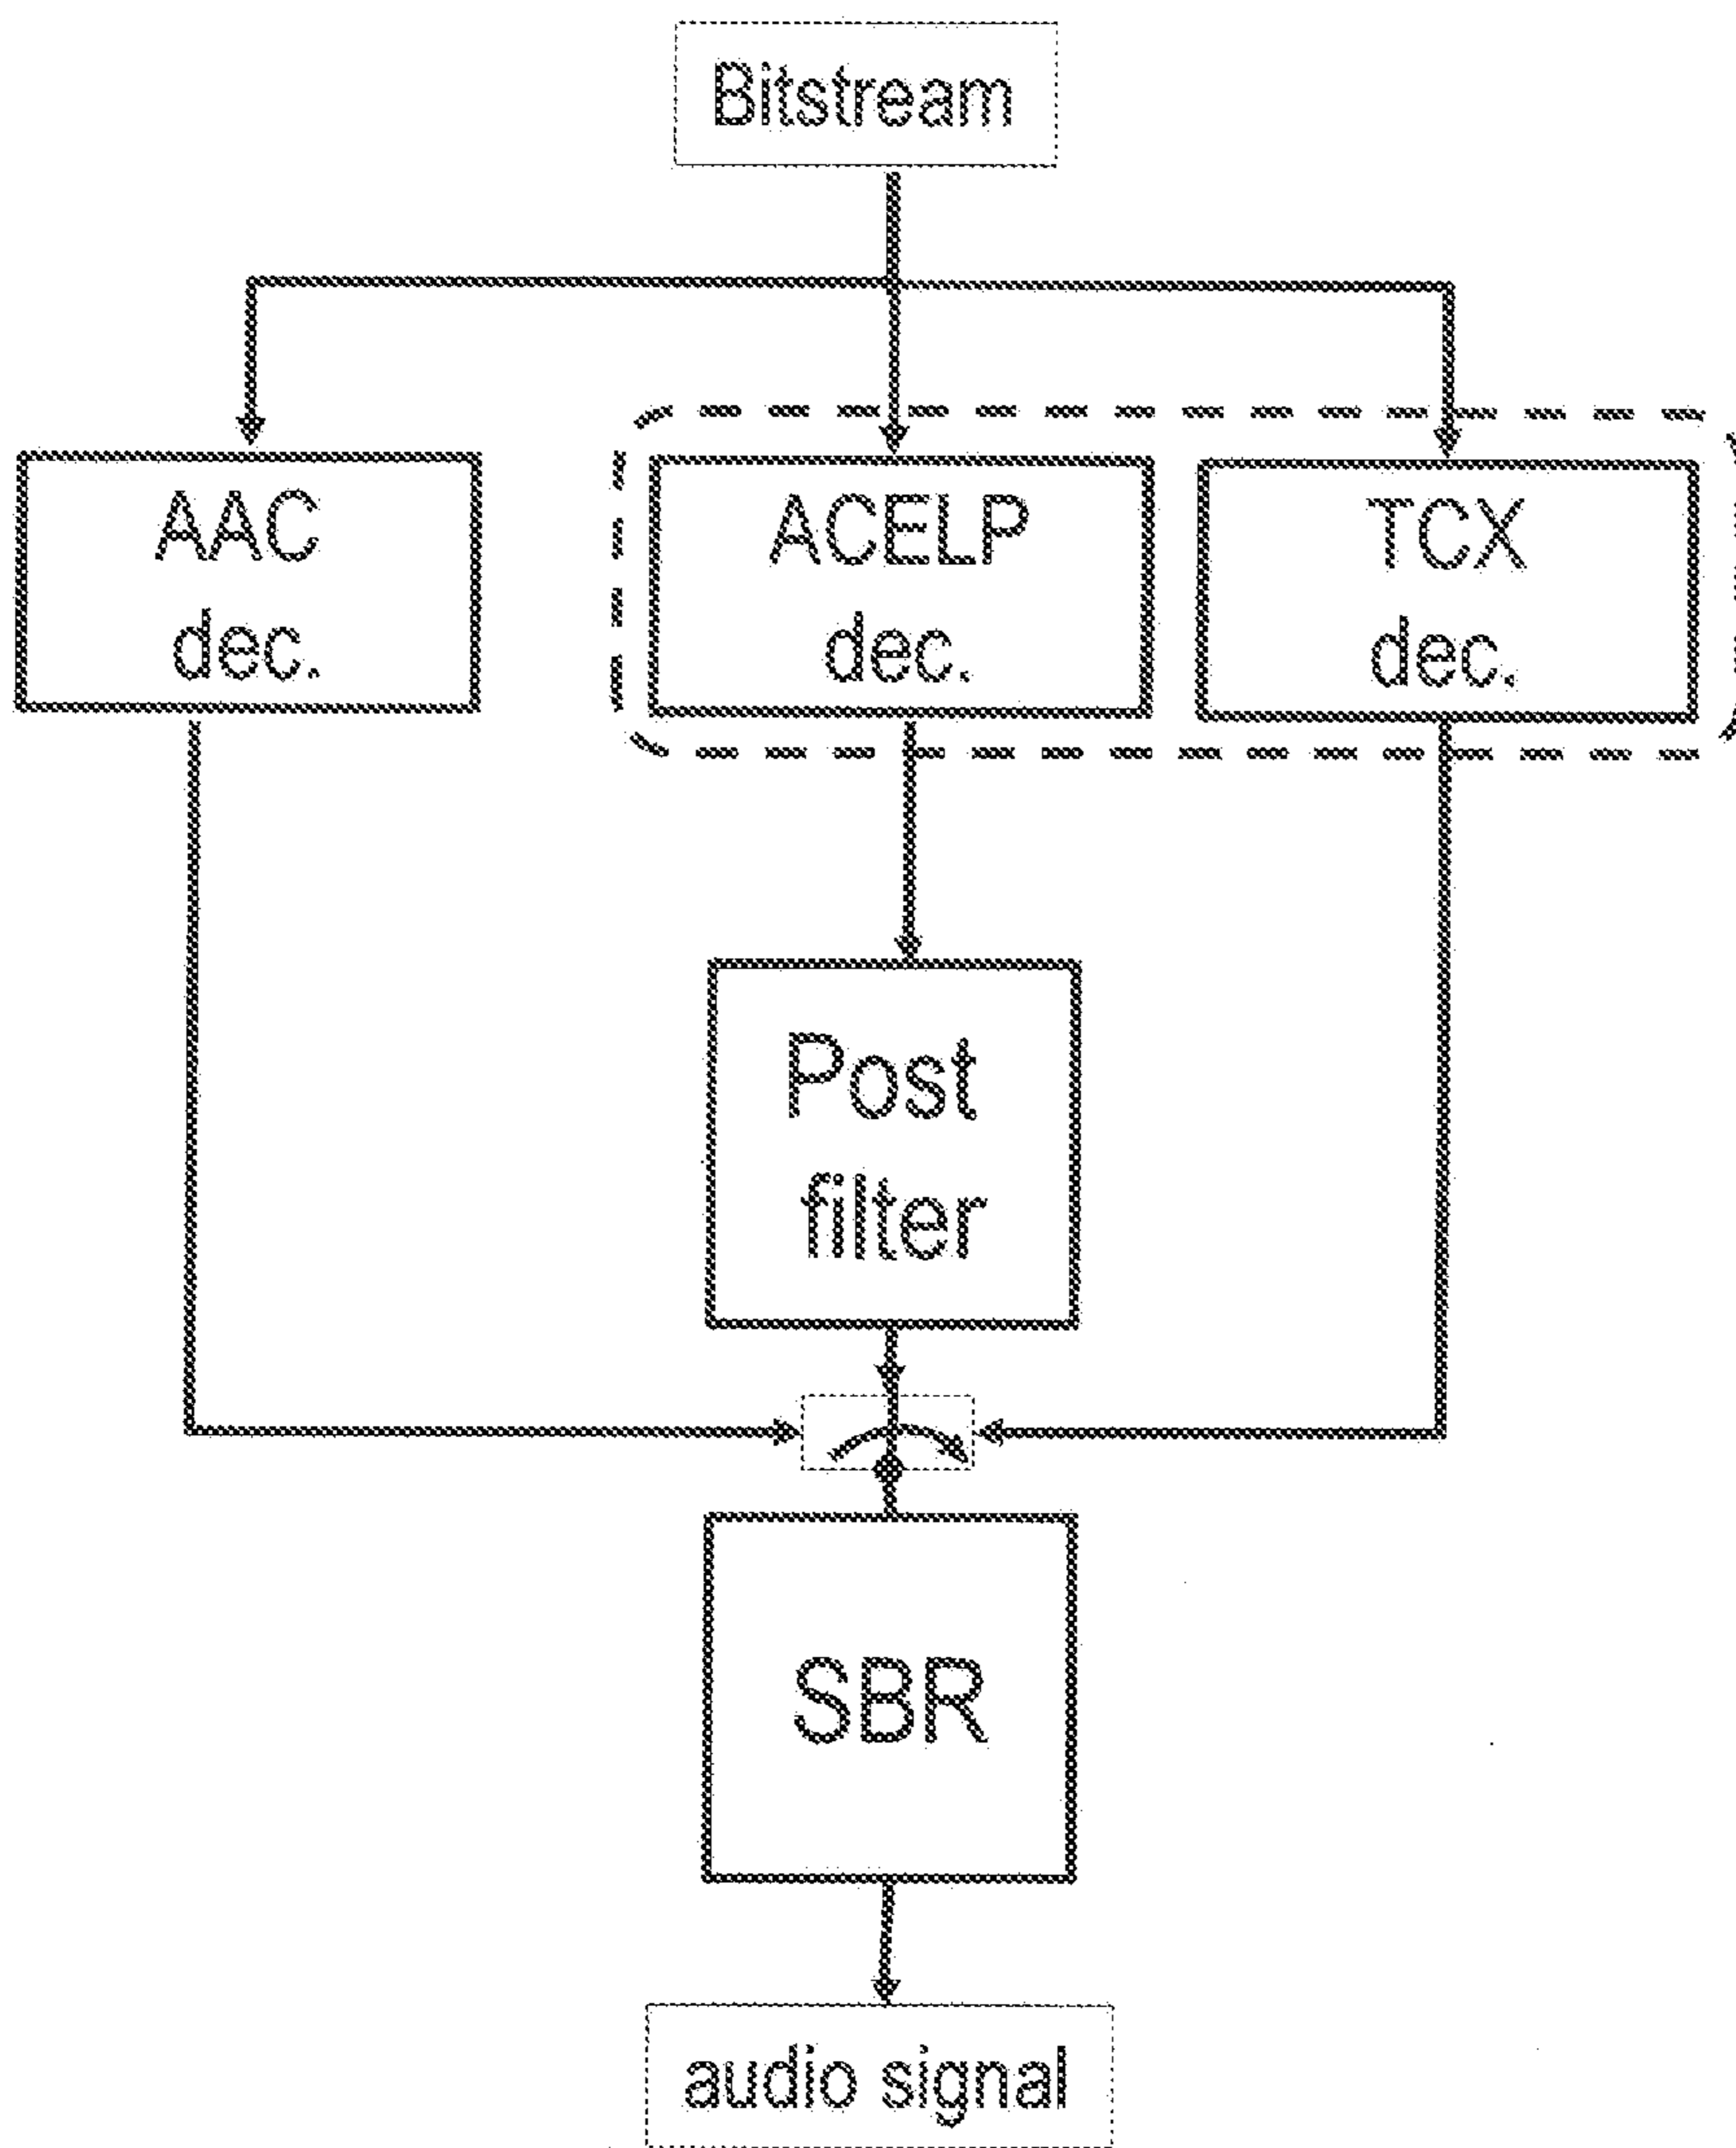 Bitstream
AAC
dec.
ACELP
dec.
TCX
dec.
Post
filter
SBR
audio signal